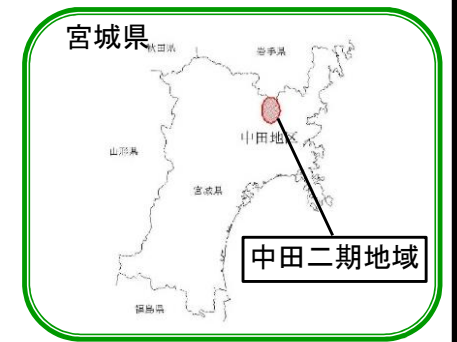 宮城県
秋田県
岩手県
中田地区
山形県
宮城県
中田二期地域
福島県